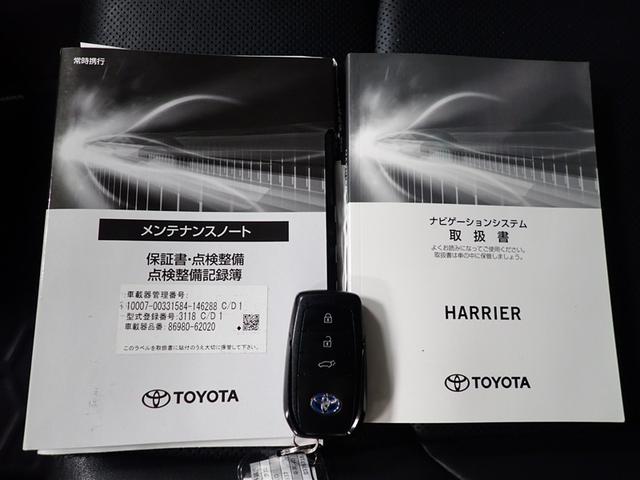 常時携行
メンテナンスノート
保証書・点検整備
点検整備記録簿
車載器管理番号:
10007-00331584-146288 C/D1
型式登録番号:3118 C/D1
車載器品番: 86980-62020
このラベルを取扱書に貼付のうえ大切に保管して下さい。
TOYOTA
ナビゲーションシステム
取扱書
よくお読みになってご使用ください。
取扱書は車の中に保管しましょう。
HARRIER
TOYOTA